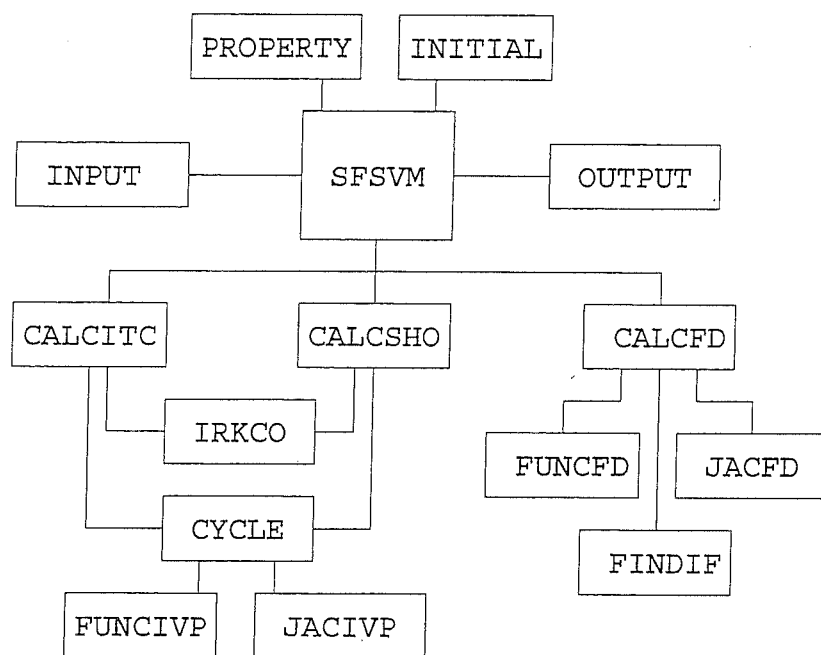 PROPERTY
INITIAL
INPUT
SFSVM
OUTPUT
CALCITC
CALCSHO
CALCFD
IRKCO
FUNCFD
JACFD
CYCLE
FINDIF
FUNCIVP
JACIVP